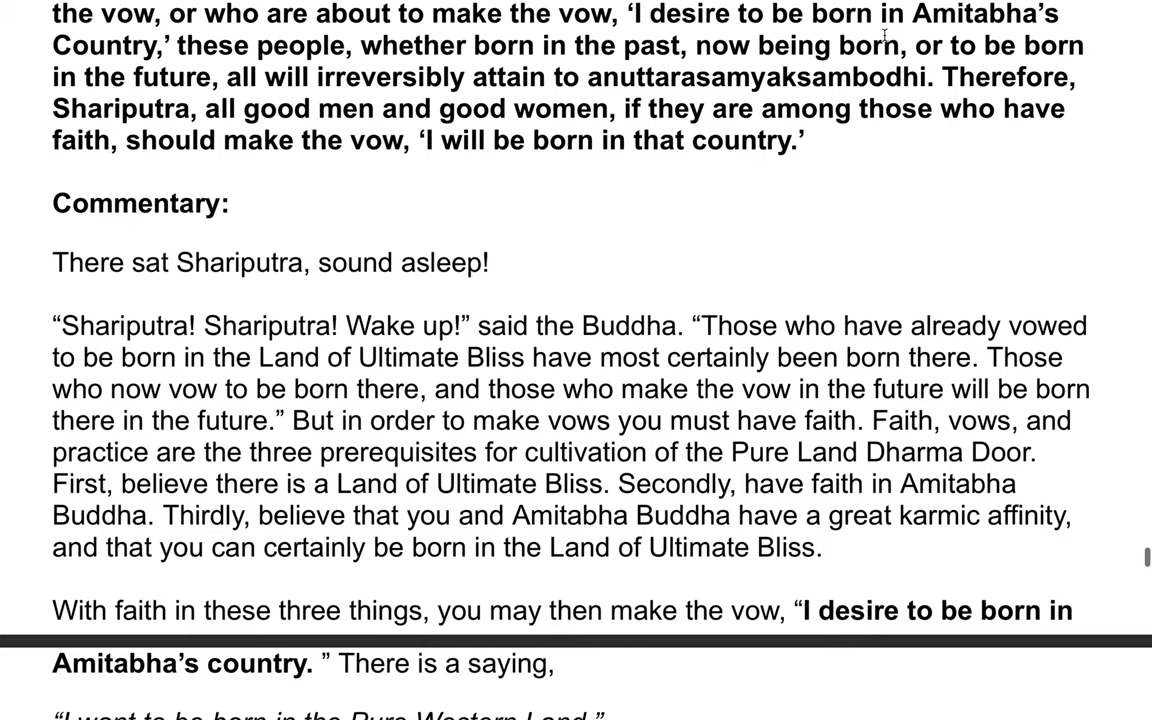 the vow, or who are about to make the vow, ‘I desire to be born in Amitabha’s
Country,’ these people, whether born in the past, now being born, or to be born
in the future, all will irreversibly attain to anuttarasamyaksambodhi. Therefore,
Shariputra, all good men and good women, if they are among those who have
faith, should make the vow, ‘I will be born in that country.’
Commentary:
There sat Shariputra, sound asleep!
“Shariputra! Shariputra! Wake up!” said the Buddha. “Those who have already vowed
to be born in the Land of Ultimate Bliss have most certainly been born there. Those
who now vow to be born there, and those who make the vow in the future will be born
there in the future.” But in order to make vows you must have faith. Faith, vows, and
practice are the three prerequisites for cultivation of the Pure Land Dharma Door.
First, believe there is a Land of Ultimate Bliss. Secondly, have faith in Amitabha
Buddha. Thirdly, believe that you and Amitabha Buddha have a great karmic affinity,
and that you can certainly be born in the Land of Ultimate Bliss.
With faith in these three things, you may then make the vow, “I desire to be born in
Amitabha’s country. ” There is a saying,
“I want to be born in the Pure Western Land.”